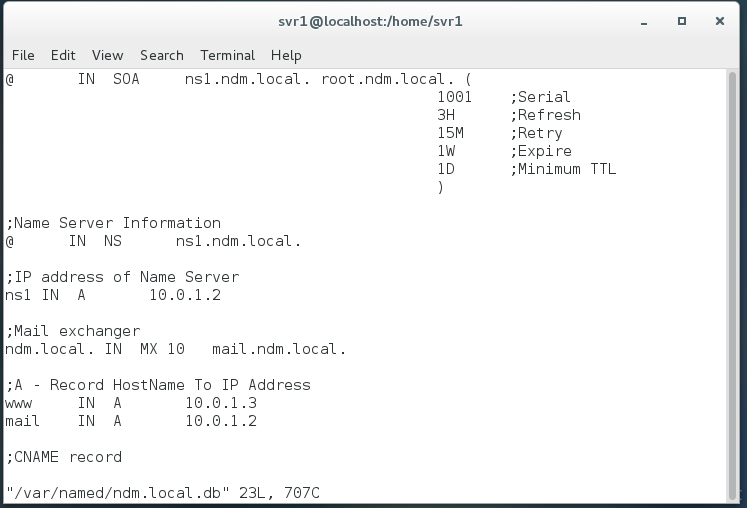 svr1@localhost:/home/svr1
File Edit View Search Terminal Help
@ IN SOA ns1.ndm.local. root.ndm.local. (
1001 ;Serial
3H ;Refresh
15M ;Retry
1W ;Expire
1D ;Minimum TTL
)
;Name Server Information
@ IN NS ns1.ndm.local.
;IP address of Name Server
ns1 IN A 10.0.1.2
;Mail exchanger
ndm.local. IN MX 10 mail.ndm.local.
;A - Record HostName To IP Address
www IN A 10.0.1.3
mail IN A 10.0.1.2
;CNAME record
"/var/named/ndm.local.db" 23L, 707C